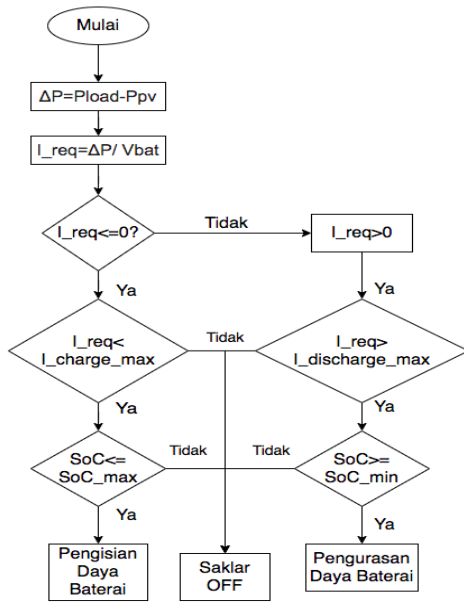 Mulai
ΔP=Pload-Ppv
I_req=ΔP/ Vbat
I_req<=0?
Tidak
I_req>0
Ya
Ya
I_req<
I_charge_max
Tidak
I_req>
I_discharge_max
Ya
Ya
SoC<=
SoC_max
Tidak
Tidak
SoC>=
SoC_min
Ya
Ya
Pengisian
Daya
Baterai
Saklar
OFF
Pengurasan
Daya Baterai